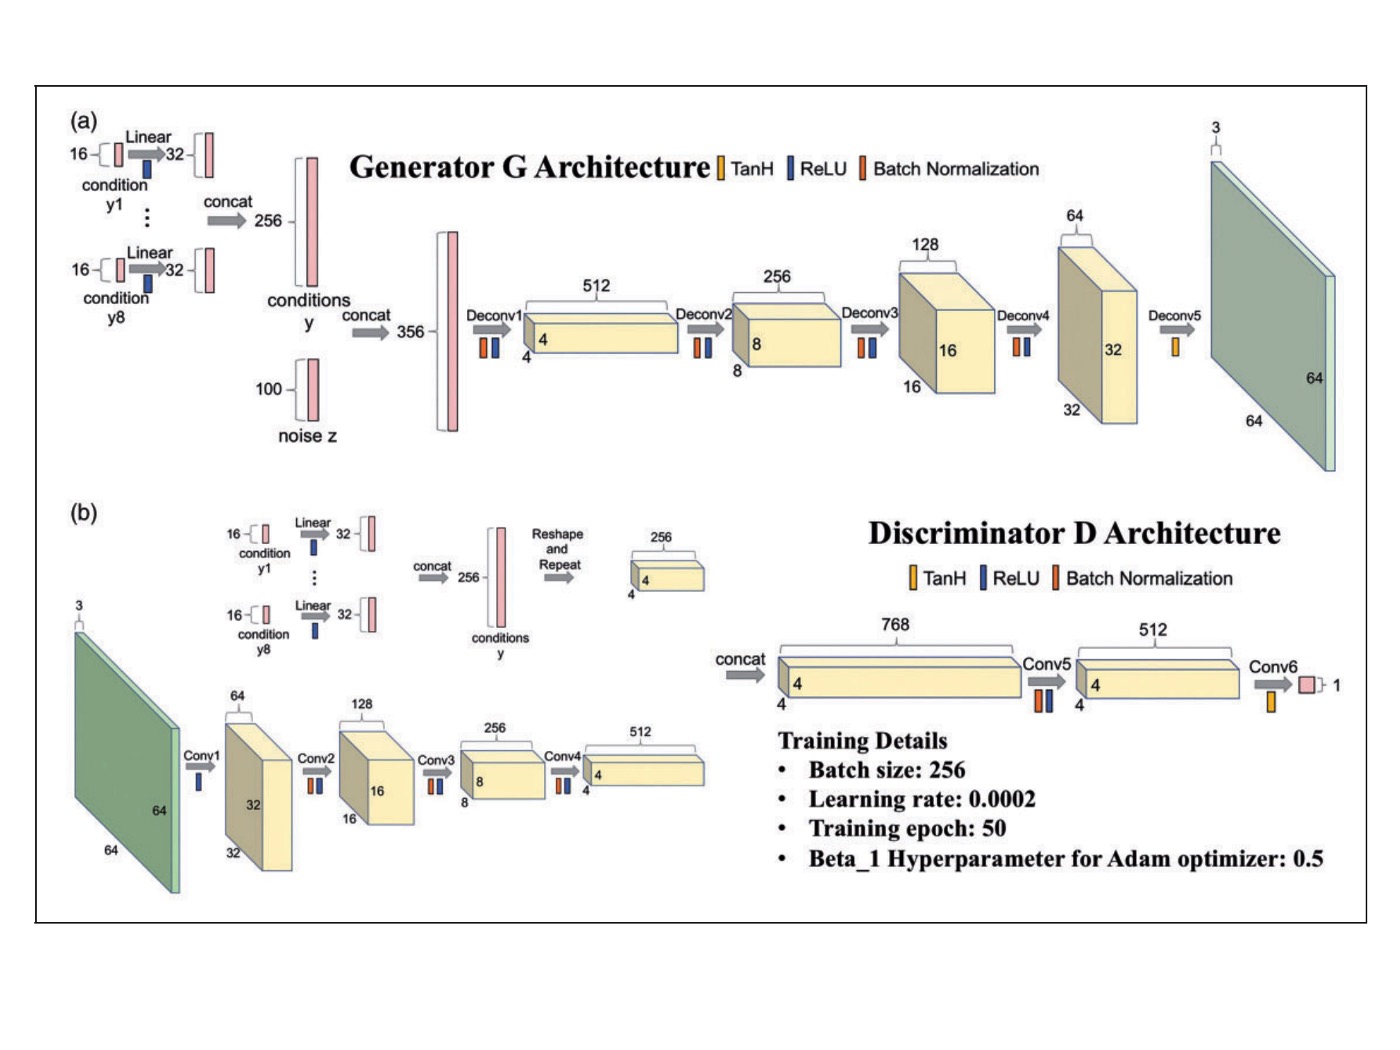 (a)
Generator G Architecture
TanH ReLU Batch Normalization
16 Linear 32
condition
y1
⋮
16 Linear 32
condition
y8
concat
256
conditions
y
100
noise z
concat
356
Deconv1
512
4
4
Deconv2
256
8
8
Deconv3
128
16
16
Deconv4
64
32
32
Deconv5
3
64
64
(b)
Discriminator D Architecture
TanH ReLU Batch Normalization
16 Linear 32
condition
y1
⋮
16 Linear 32
condition
y8
concat
256
conditions
y
Reshape
and
Repeat
256
4
4
3
64
64
Conv1
64
32
32
Conv2
128
16
16
Conv3
256
8
8
Conv4
512
4
4
concat
768
4
4
Conv5
512
4
4
Conv6
1
Training Details
• Batch size: 256
• Learning rate: 0.0002
• Training epoch: 50
• Beta_1 Hyperparameter for Adam optimizer: 0.5